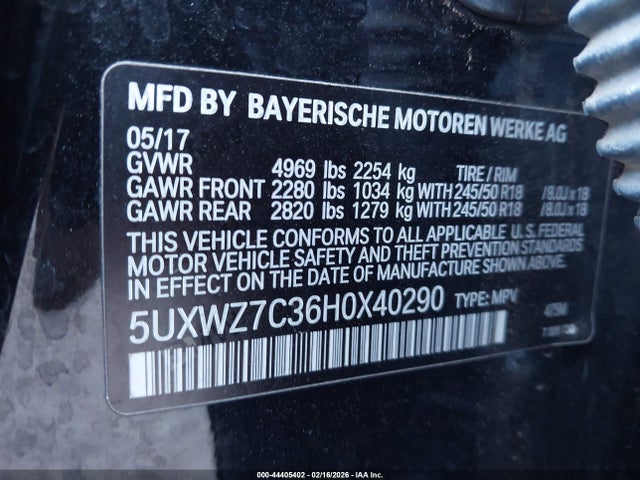 MFD BY BAYERISCHE MOTOREN WERKE AG
05/17
GVWR 4969 lbs 2254 kg TIRE / RIM
GAWR FRONT 2280 lbs 1034 kg WITH 245/50 R18 /8.0J x 18
GAWR REAR 2820 lbs 1279 kg WITH 245/50 R18 /8.0J x 18
THIS VEHICLE CONFORMS TO ALL APPLICABLE U.S. FEDERAL
MOTOR VEHICLE SAFETY AND THEFT PREVENTION STANDARDS
IN EFFECT ON THE DATE OF MANUFACTURE SHOWN ABOVE.
5UXWZ7C36H0X40290 TYPE: MPV
000-44405402 - 02/16/2026 - IAA Inc.